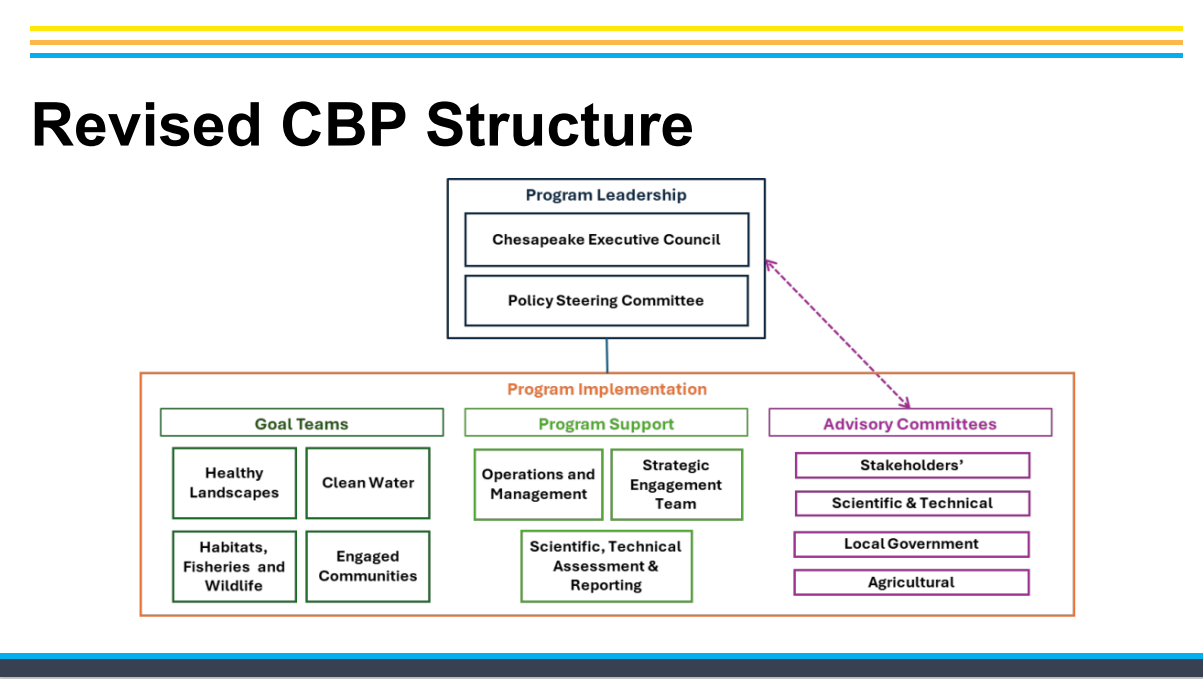 Revised CBP Structure
Program Leadership
Chesapeake Executive Council
Policy Steering Committee
Program Implementation
Goal Teams
Healthy
Landscapes
Clean Water
Habitats,
Fisheries and
Wildlife
Engaged
Communities
Program Support
Operations and
Management
Strategic
Engagement
Team
Scientific, Technical
Assessment &
Reporting
Advisory Committees
Stakeholders’
Scientific & Technical
Local Government
Agricultural